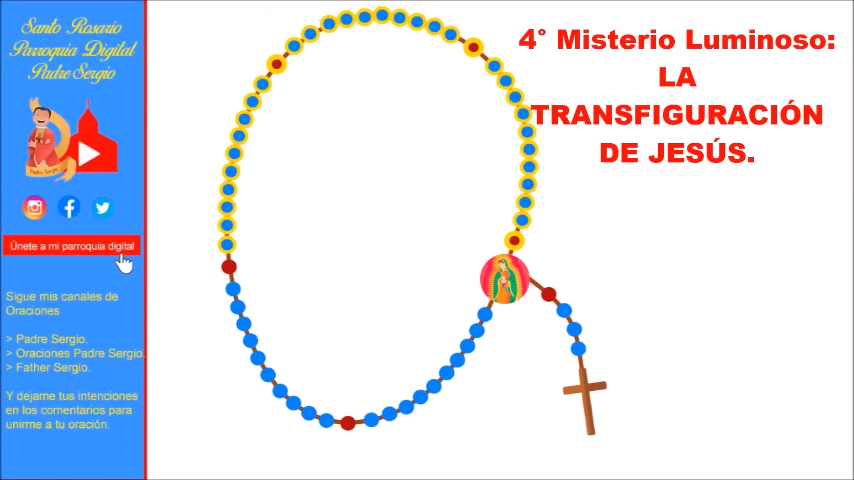 Santo Rosario
Parroquia Digital
Padre Sergio
Padre Sergio
Únete a mi parroquia digital
Sigue mis canales de
Oraciones
> Padre Sergio.
> Oraciones Padre Sergio.
> Father Sergio.
Y dejame tus intenciones
en los comentarios para
unirme a tu oración.
4° Misterio Luminoso:
LA
TRANSFIGURACIÓN
DE JESÚS.